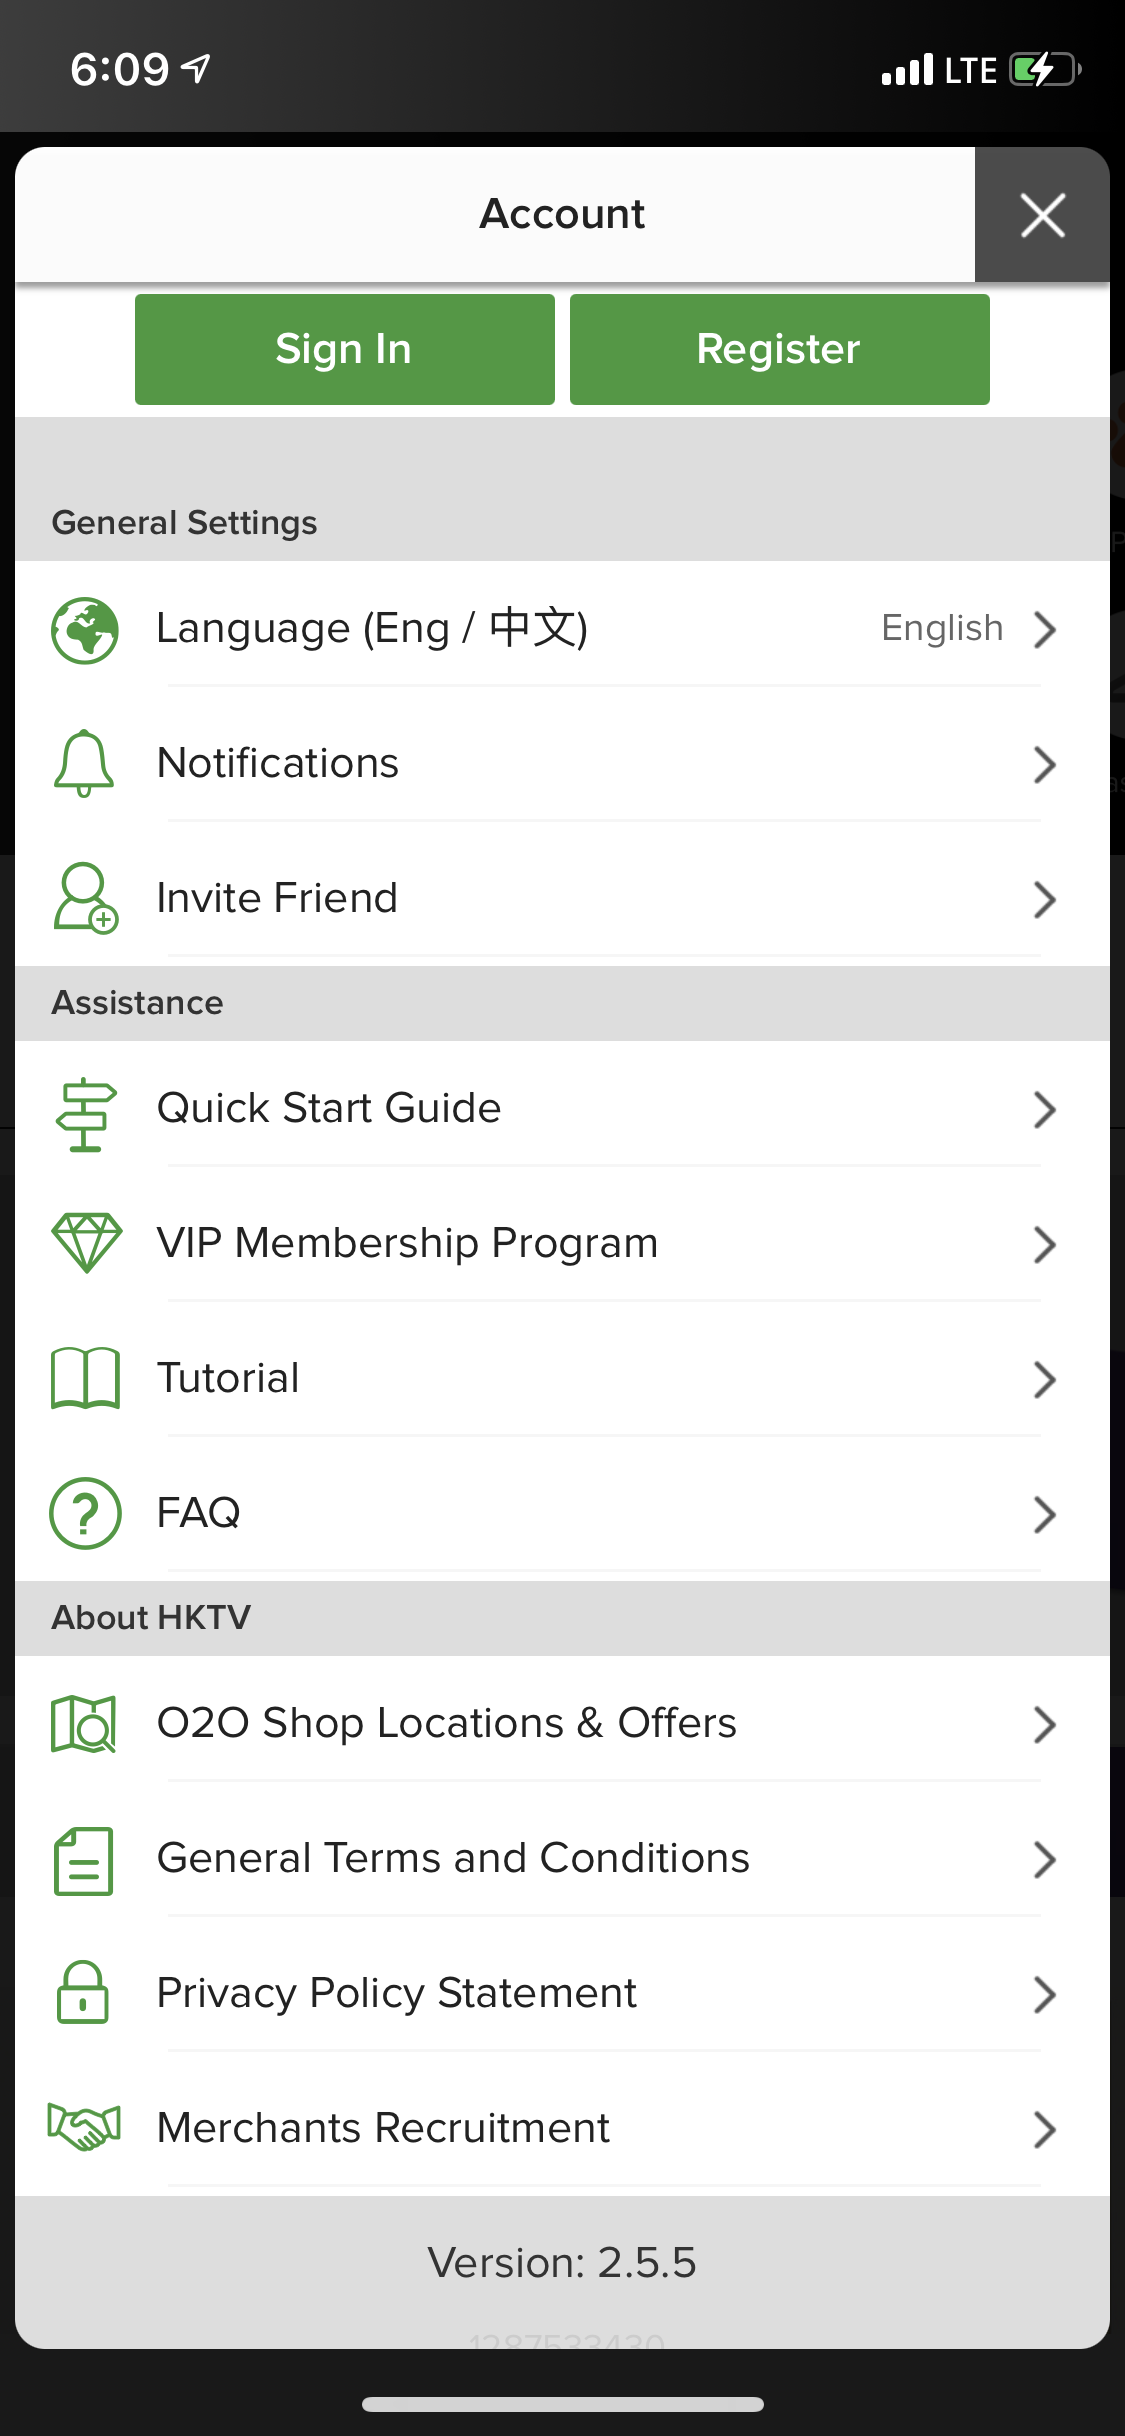 6:09
LTE
Account
Sign In
Register
General Settings
Language (Eng / 中文)
English
Notifications
Invite Friend
Assistance
Quick Start Guide
VIP Membership Program
Tutorial
FAQ
About HKTV
O2O Shop Locations & Offers
General Terms and Conditions
Privacy Policy Statement
Merchants Recruitment
Version: 2.5.5
1287533430